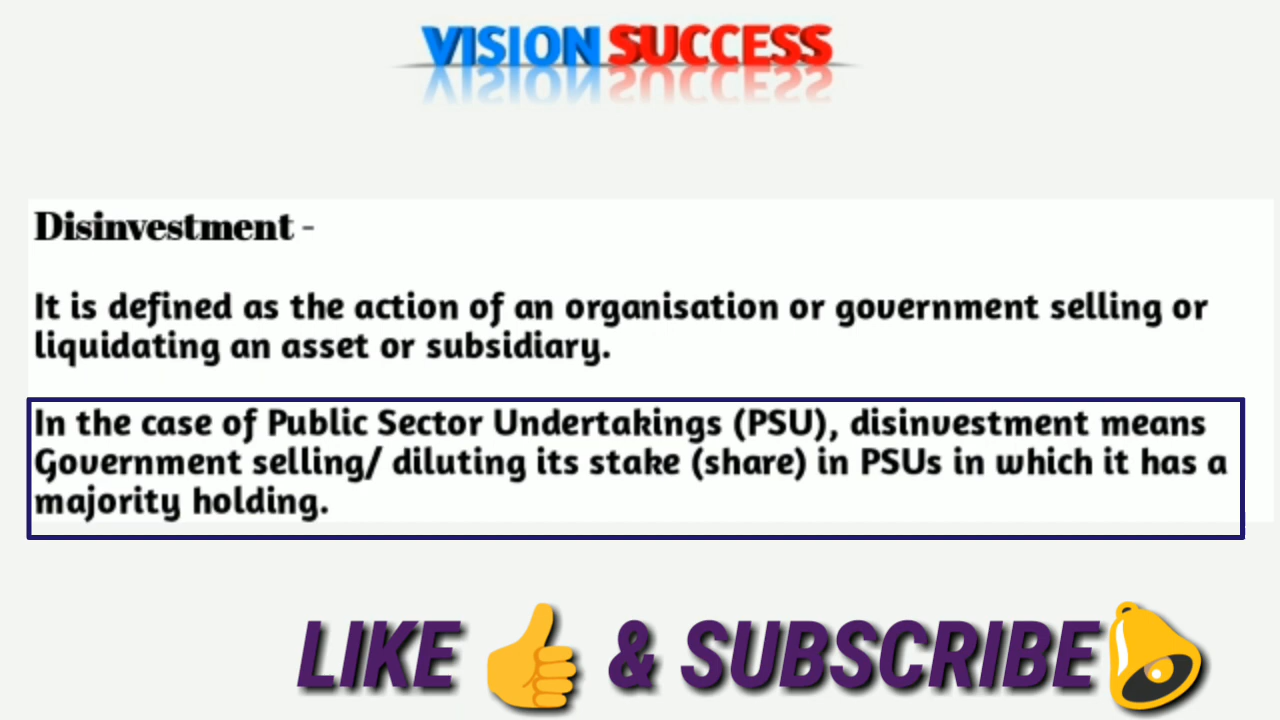 VISION SUCCESS
Disinvestment -
It is defined as the action of an organisation or government selling or
liquidating an asset or subsidiary.
In the case of Public Sector Undertakings (PSU), disinvestment means
Government selling/ diluting its stake (share) in PSUs in which it has a
majority holding.
LIKE & SUBSCRIBE